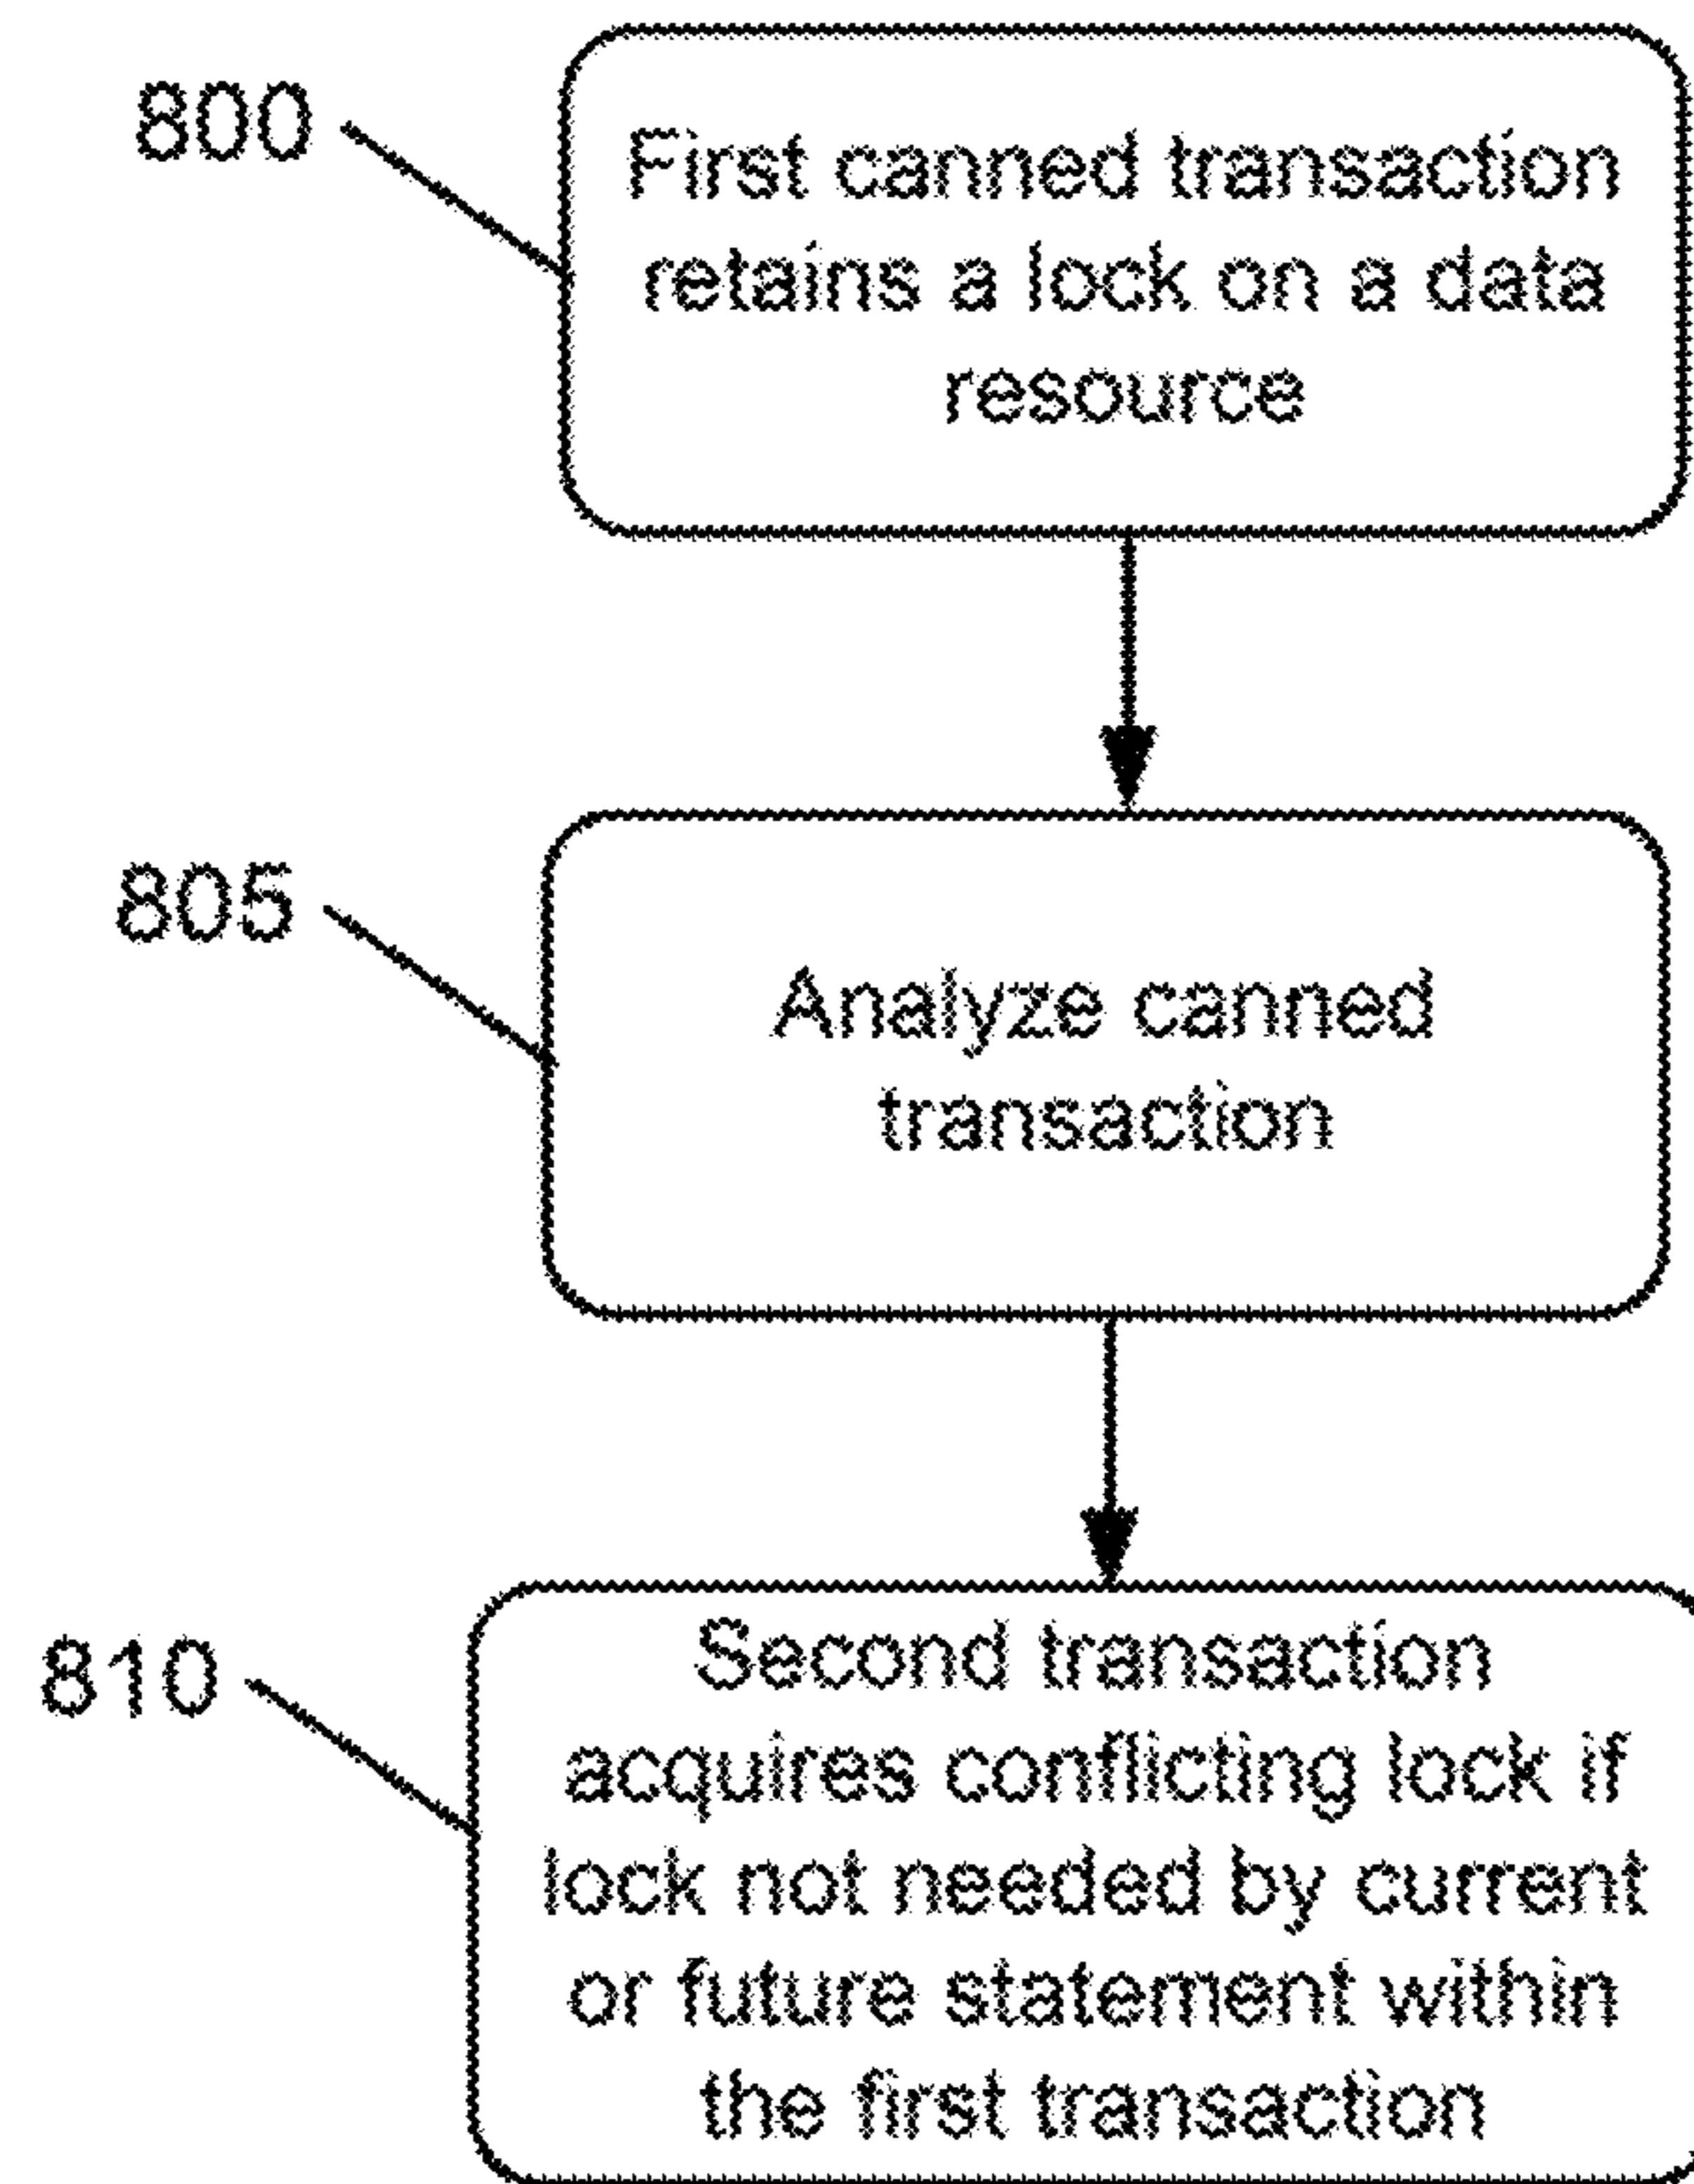 800
First canned transaction
retains a lock on a data
resource
805
Analyze canned
transaction
810
Second transaction
acquires conflicting lock if
lock not needed by current
or future statement within
the first transaction